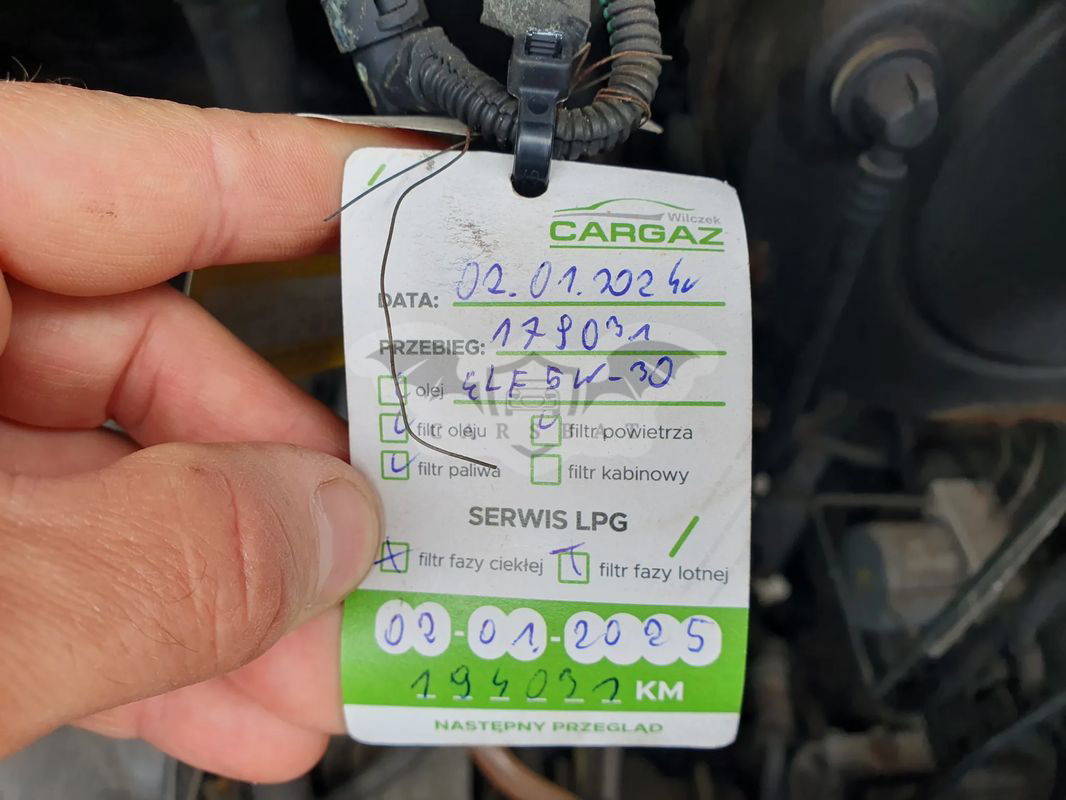 Wilczek
CARGAZ
DATA: 02.01.2024r
PRZEBIEG: 179031
olej ELF 5W-30
filtr oleju filtr powietrza
CARSBAT
filtr paliwa filtr kabinowy
SERWIS LPG
filtr fazy ciekłej filtr fazy lotnej
02-01-2025
194031 KM
NASTĘPNY PRZEGLĄD